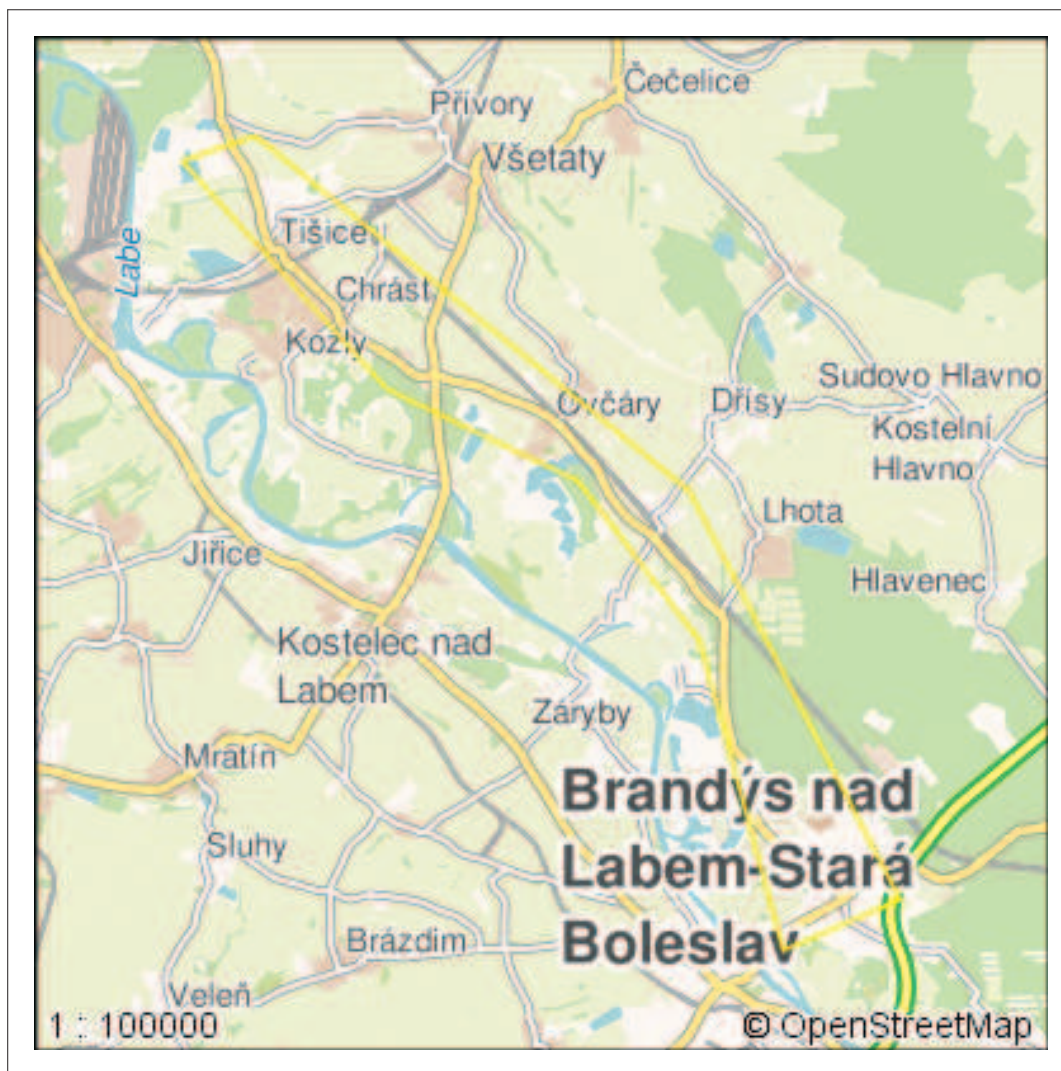 Čečelice
Přívory
Všetaty
Labe
Tišice
Chrást
Kozly
Ovčáry
Dřísy
Sudovo Hlavno
Kostelní
Hlavno
Lhota
Jiřice
Hlavenec
Kostelec nad
Labem
Záryby
Mratín
Brandýs nad
Labem-Stará
Boleslav
Sluhy
Brázdim
Veleň
1 : 100000
© OpenStreetMap